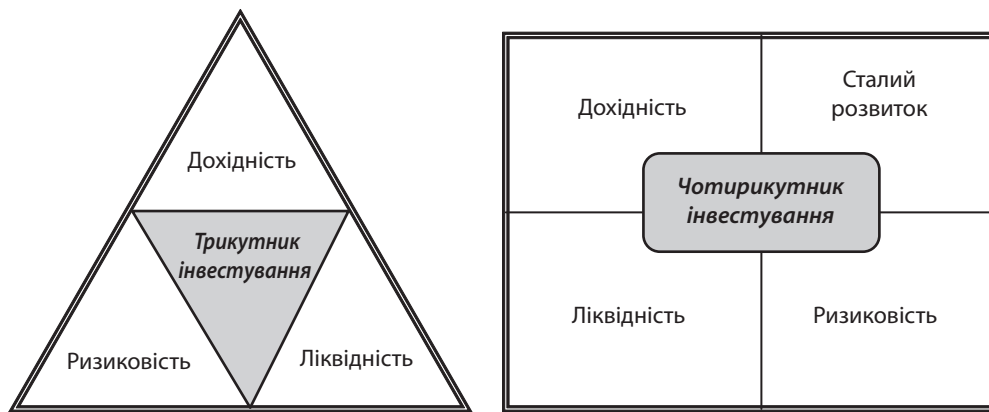 Дохідність
Трикутник
інвестування
Ризиковість
Ліквідність
Дохідність
Сталий
розвиток
Чотирикутник
інвестування
Ліквідність
Ризиковість